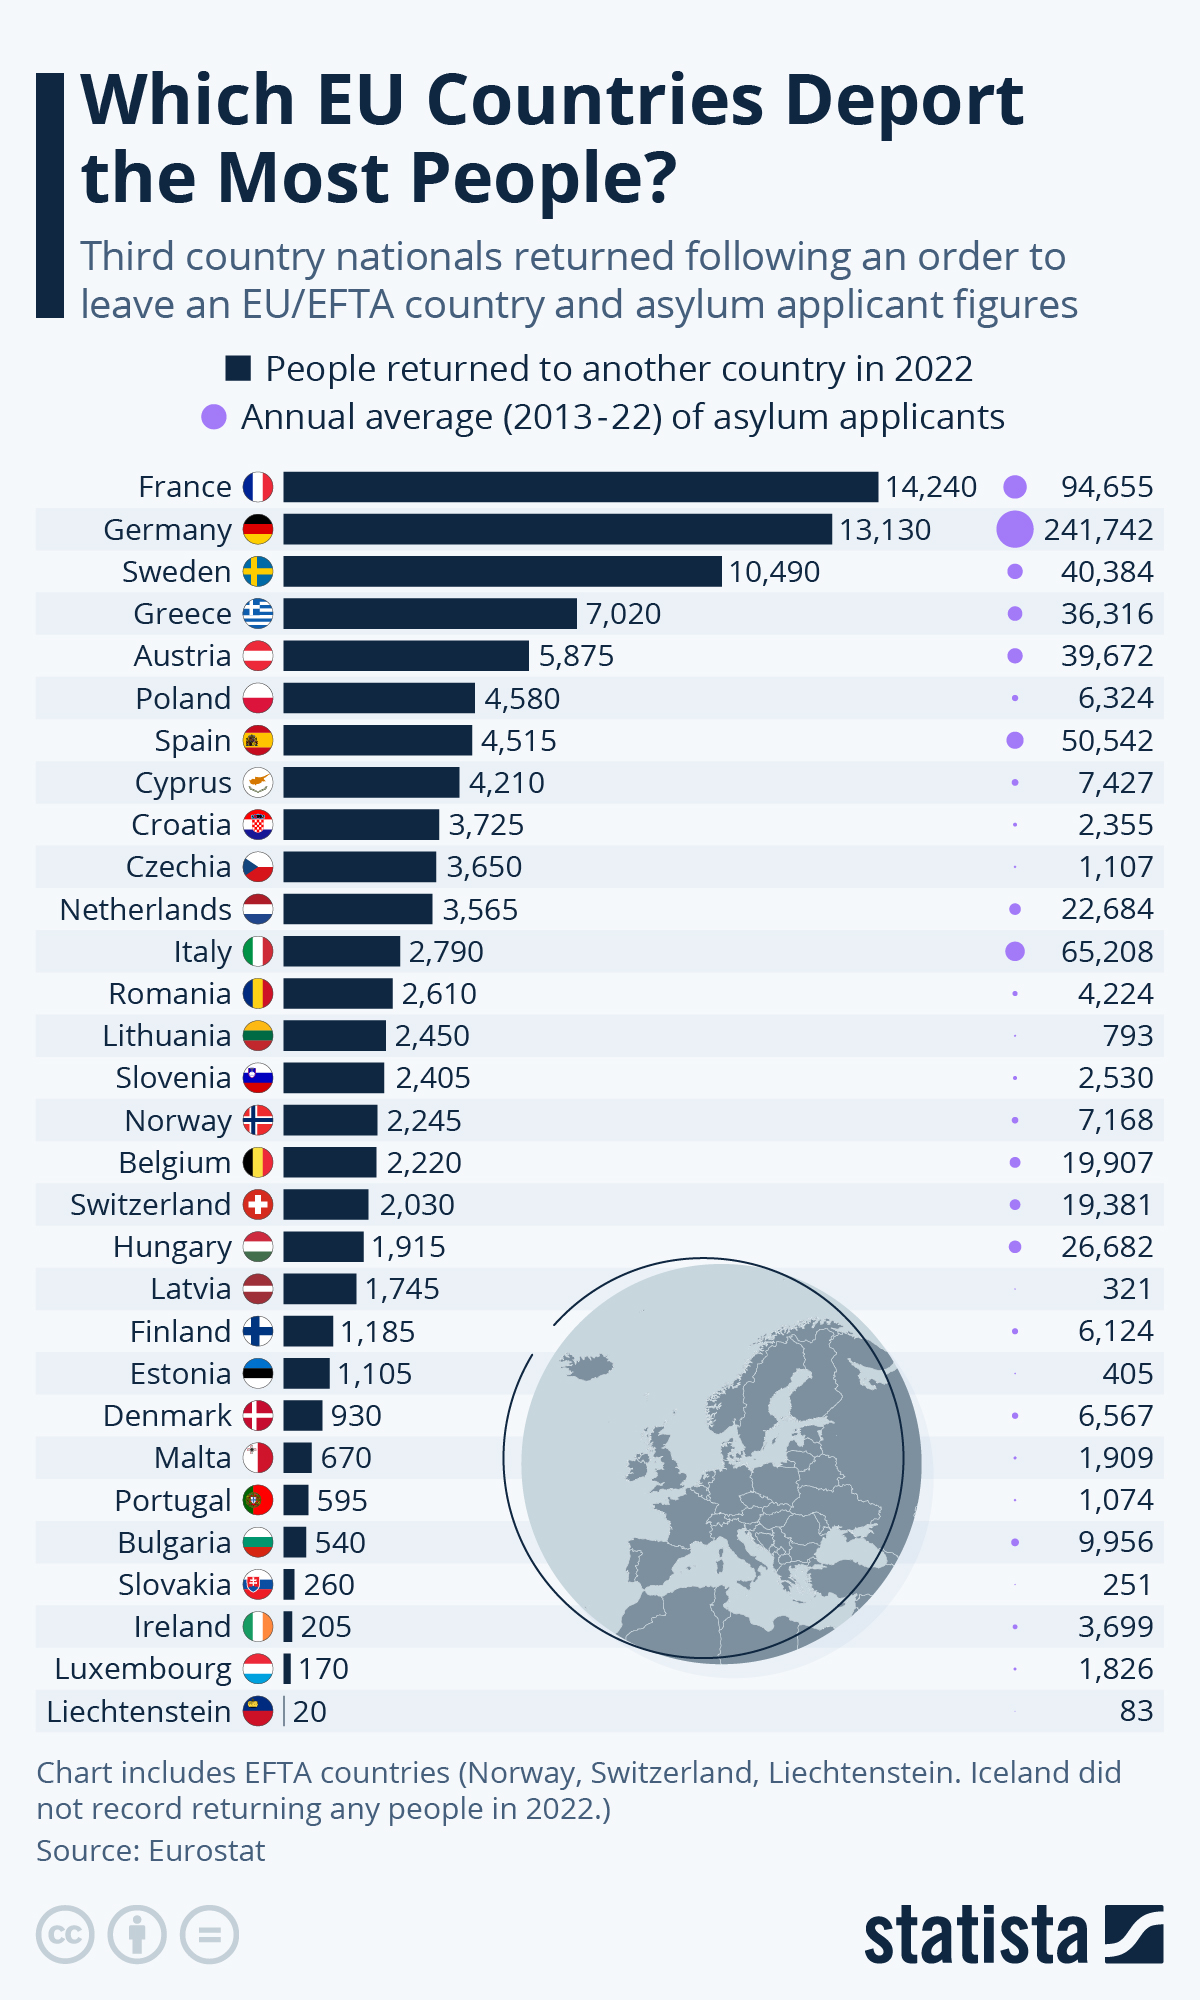 Which EU Countries Deport
the Most People?
Third country nationals returned following an order to
leave an EU/EFTA country and asylum applicant figures
People returned to another country in 2022
Annual average (2013-22) of asylum applicants
France 14,240 94,655
Germany 13,130 241,742
Sweden 10,490 40,384
Greece 7,020 36,316
Austria 5,875 39,672
Poland 4,580 6,324
Spain 4,515 50,542
Cyprus 4,210 7,427
Croatia 3,725 2,355
Czechia 3,650 1,107
Netherlands 3,565 22,684
Italy 2,790 65,208
Romania 2,610 4,224
Lithuania 2,450 793
Slovenia 2,405 2,530
Norway 2,245 7,168
Belgium 2,220 19,907
Switzerland 2,030 19,381
Hungary 1,915 26,682
Latvia 1,745 321
Finland 1,185 6,124
Estonia 1,105 405
Denmark 930 6,567
Malta 670 1,909
Portugal 595 1,074
Bulgaria 540 9,956
Slovakia 260 251
Ireland 205 3,699
Luxembourg 170 1,826
Liechtenstein 20 83
Chart includes EFTA countries (Norway, Switzerland, Liechtenstein. Iceland did
not record returning any people in 2022.)
Source: Eurostat
cc
statista